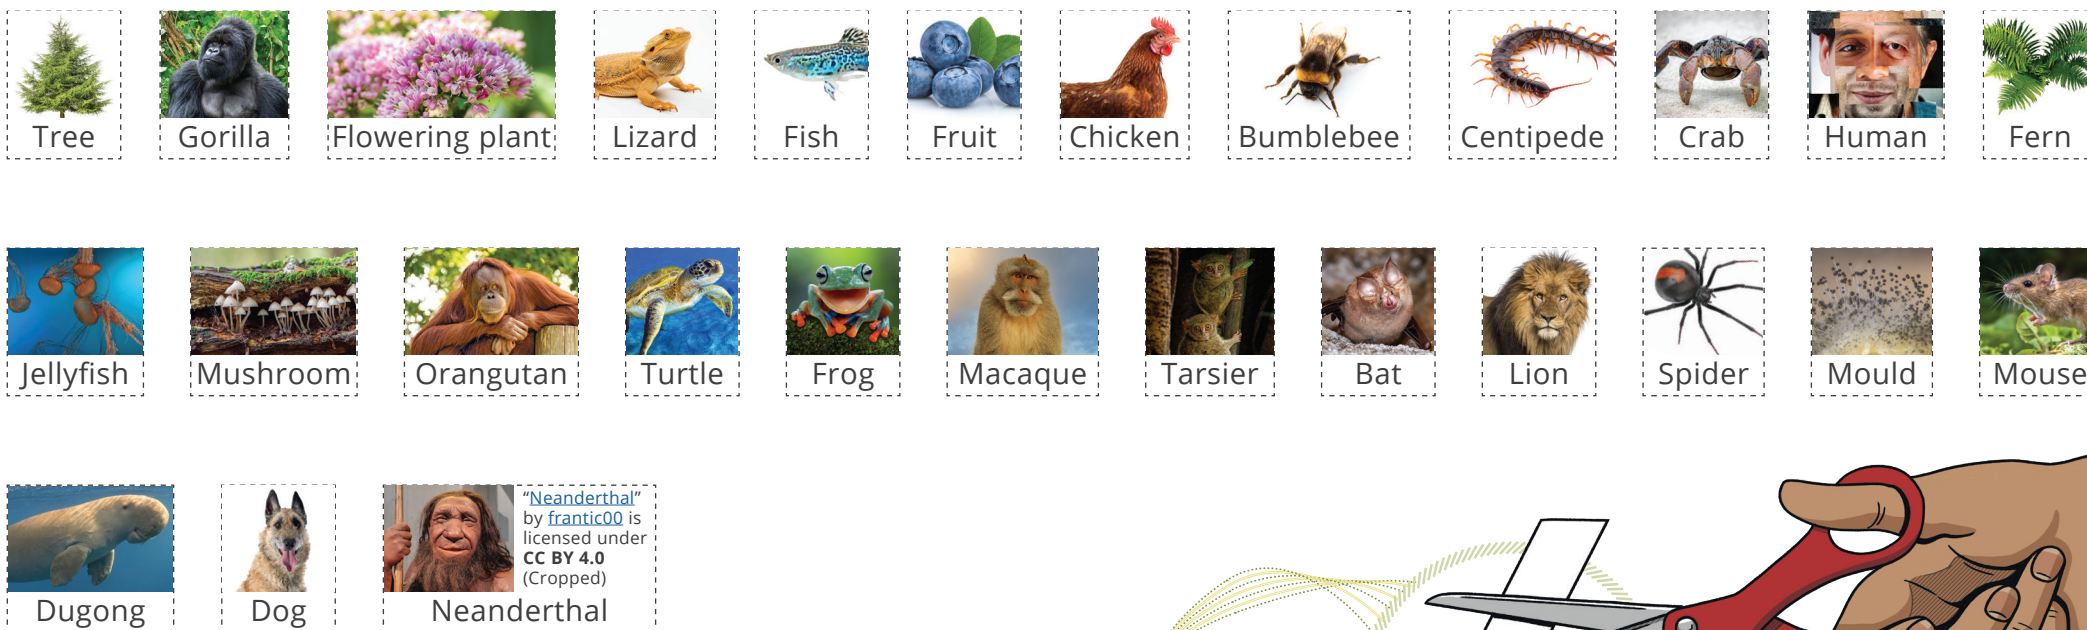 Tree
Gorilla
Flowering plant
Lizard
Fish
Fruit
Chicken
Bumblebee
Centipede
Crab
Human
Fern
Jellyfish
Mushroom
Orangutan
Turtle
Frog
Macaque
Tarsier
Bat
Lion
Spider
Mould
Mouse
"Neanderthal"
by frantic00 is
licensed under
CC BY 4.0
(Cropped)
Dugong
Dog
Neanderthal